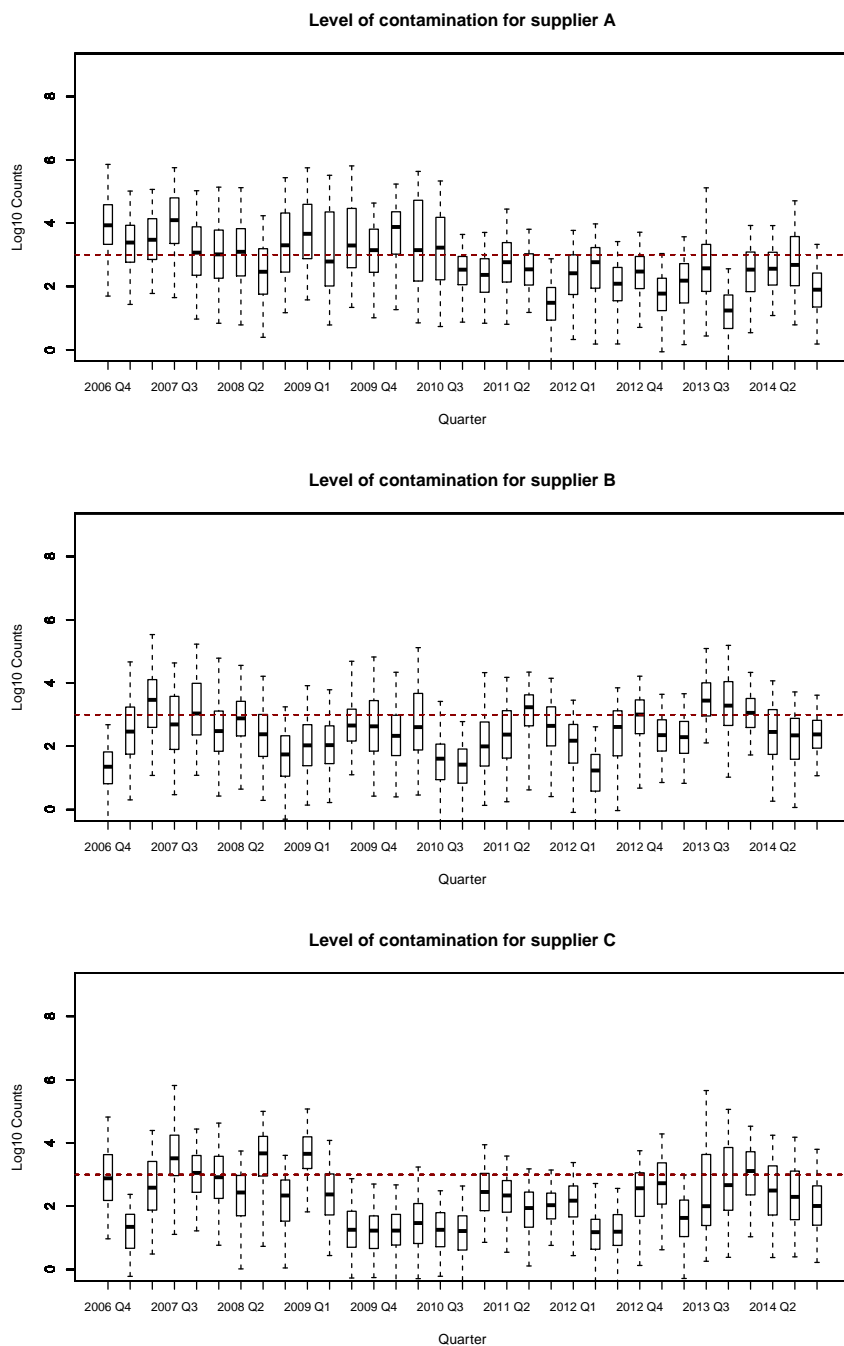 Level of contamination for supplier A
8
6
4
2
0
Log10 Counts
2006 Q4 2007 Q3 2008 Q2 2009 Q1 2009 Q4 2010 Q3 2011 Q2 2012 Q1 2012 Q4 2013 Q3 2014 Q2
Quarter
Level of contamination for supplier B
8
6
4
2
0
Log10 Counts
2006 Q4 2007 Q3 2008 Q2 2009 Q1 2009 Q4 2010 Q3 2011 Q2 2012 Q1 2012 Q4 2013 Q3 2014 Q2
Quarter
Level of contamination for supplier C
8
6
4
2
0
Log10 Counts
2006 Q4 2007 Q3 2008 Q2 2009 Q1 2009 Q4 2010 Q3 2011 Q2 2012 Q1 2012 Q4 2013 Q3 2014 Q2
Quarter